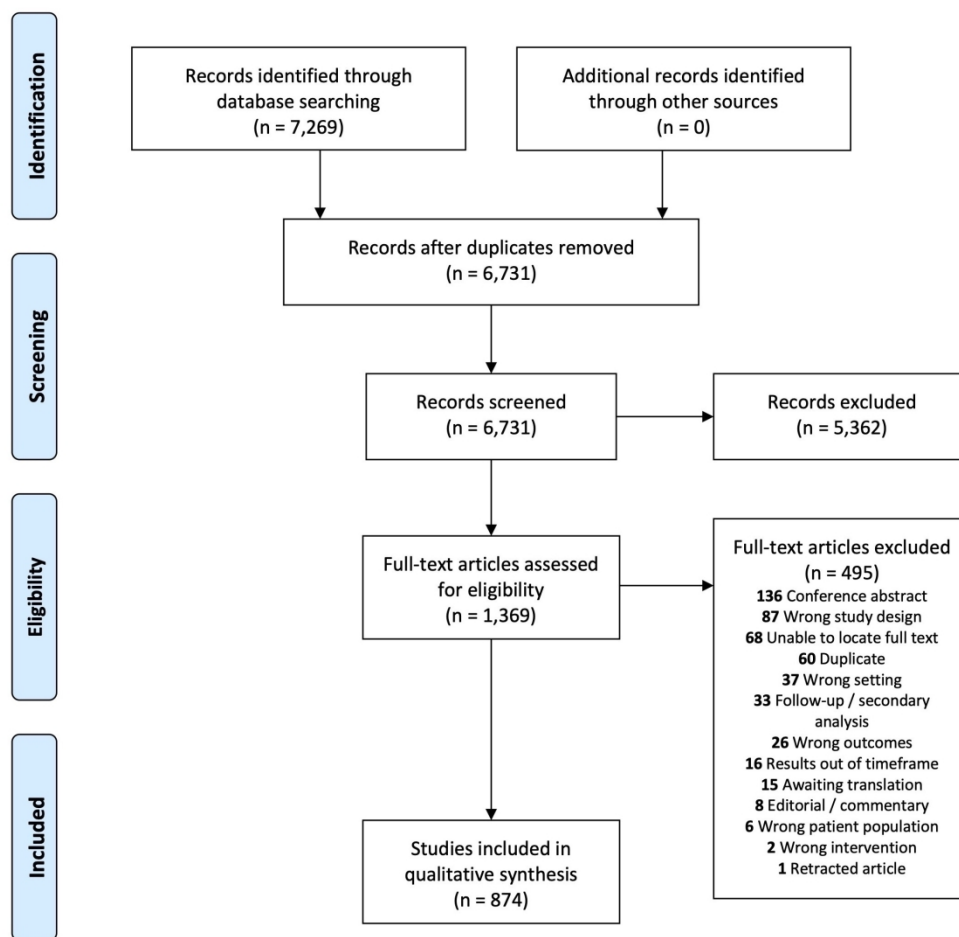 Identification
Records identified through
database searching
(n = 7,269)
Additional records identified
through other sources
(n = 0)
Records after duplicates removed
(n = 6,731)
Screening
Records screened
(n = 6,731)
Records excluded
(n = 5,362)
Eligibility
Full-text articles assessed
for eligibility
(n = 1,369)
Full-text articles excluded
(n = 495)
136 Conference abstract
87 Wrong study design
68 Unable to locate full text
60 Duplicate
37 Wrong setting
33 Follow-up / secondary
analysis
26 Wrong outcomes
16 Results out of timeframe
15 Awaiting translation
8 Editorial / commentary
6 Wrong patient population
2 Wrong intervention
1 Retracted article
Included
Studies included in
qualitative synthesis
(n = 874)